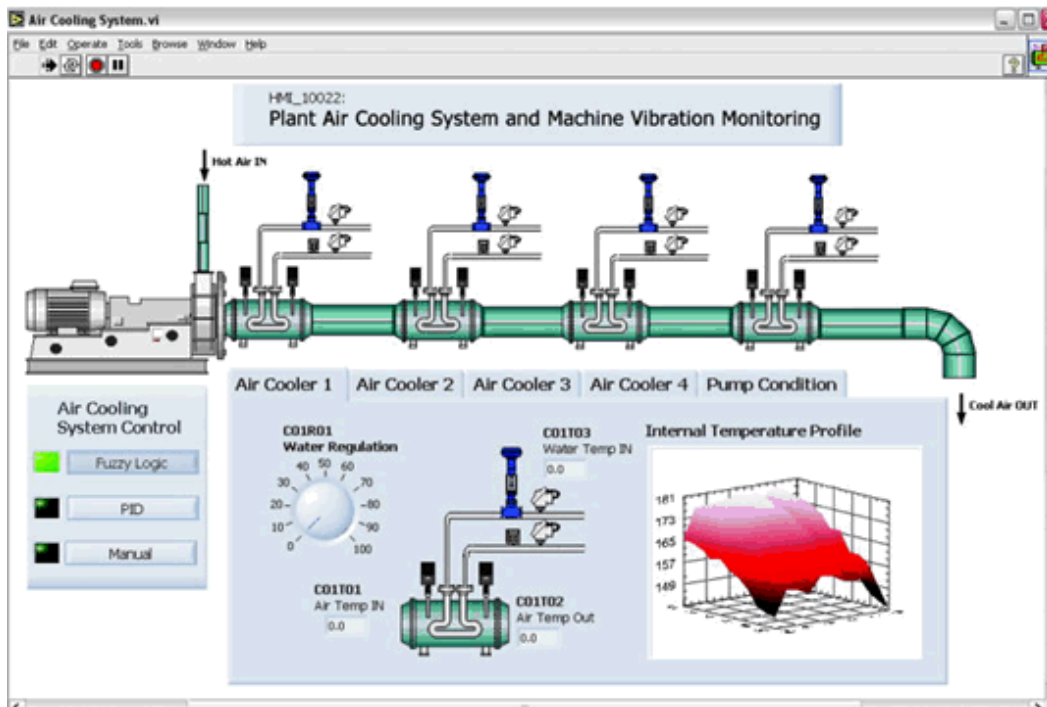 Air Cooling System.vi
File Edit Operate Tools Browse Window Help
HMI_10022:
Plant Air Cooling System and Machine Vibration Monitoring
Hot Air IN
Cool Air OUT
Air Cooling
System Control
Fuzzy Logic
PID
Manual
Air Cooler 1 Air Cooler 2 Air Cooler 3 Air Cooler 4 Pump Condition
C01R01
Water Regulation
0 10 20 30 40 50 60 70 80 90 100
C01T03
Water Temp IN
0.0
C01T01
Air Temp IN
0.0
C01T02
Air Temp Out
0.0
Internal Temperature Profile
181
173
165
157
149